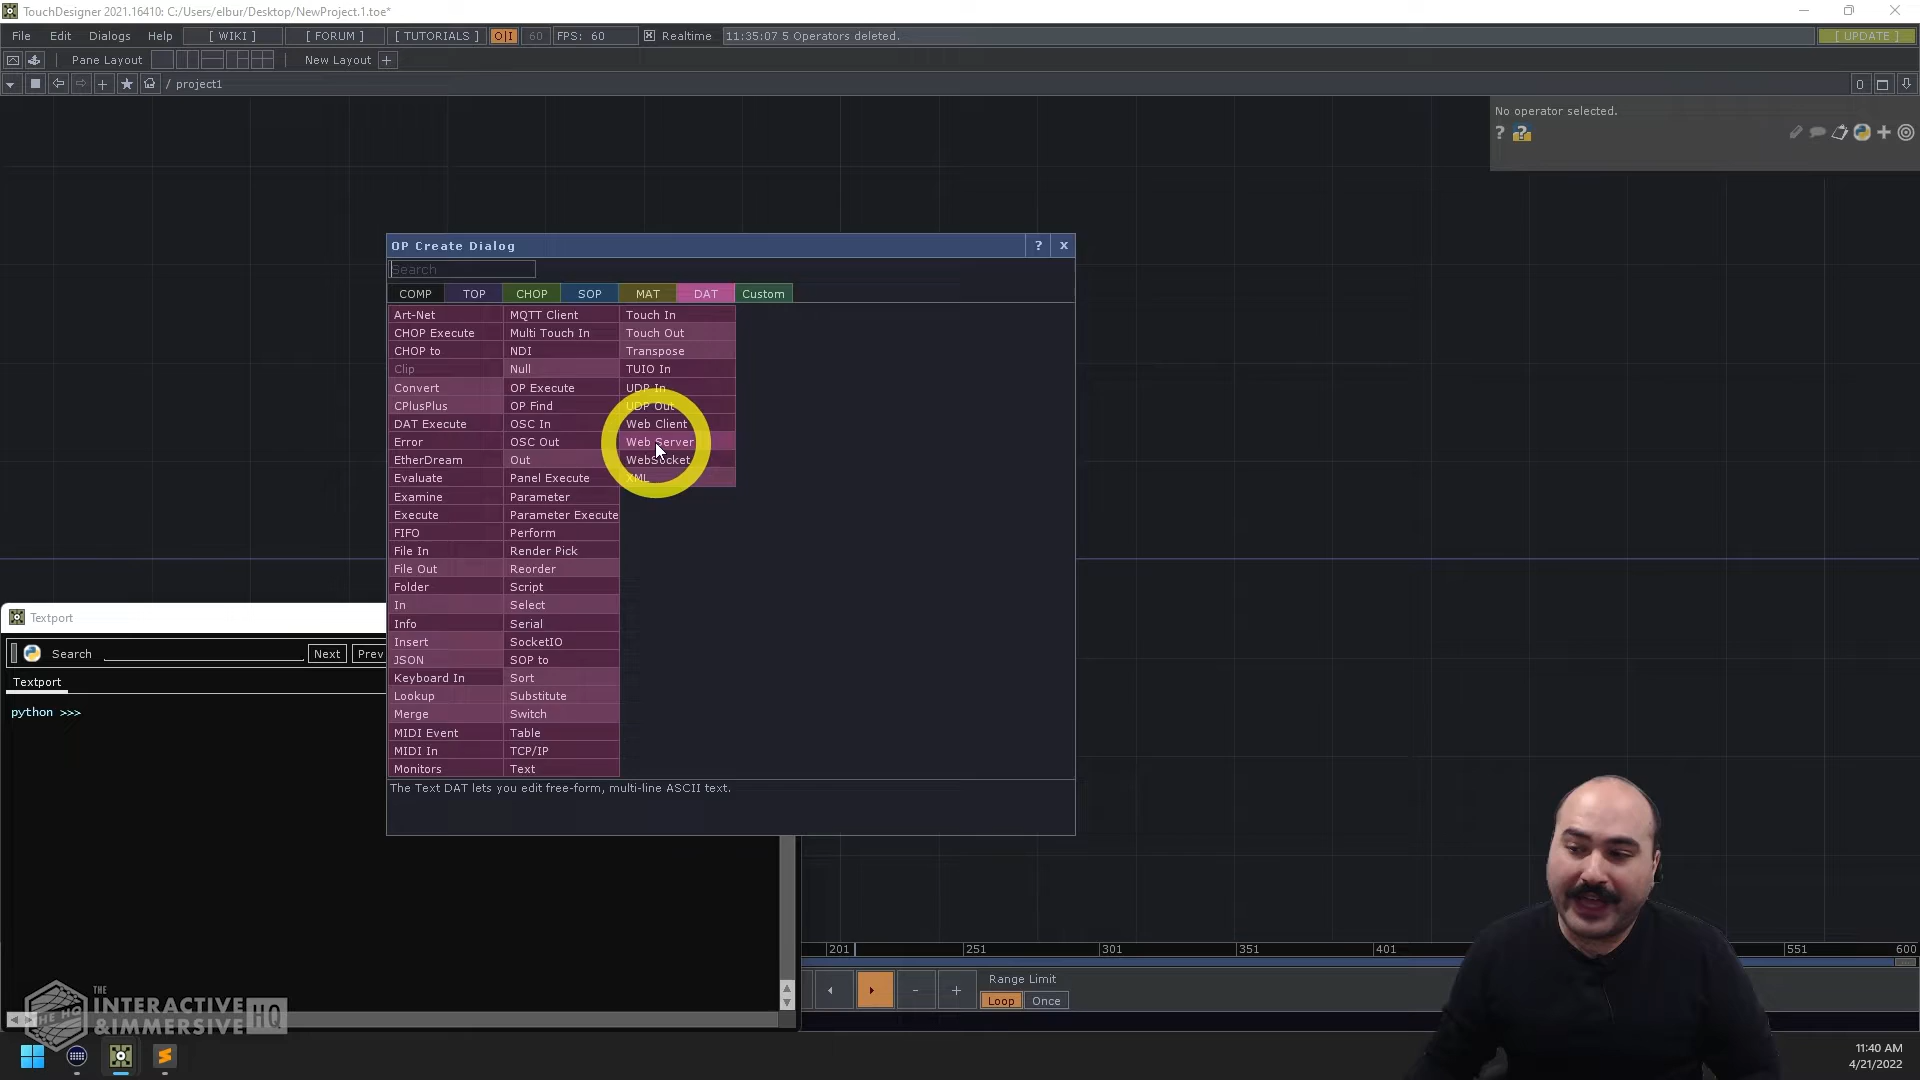 TouchDesigner 2021.16410: C:/Users/elbur/Desktop/NewProject.1.toe*
File Edit Dialogs Help [ WIKI ] [ FORUM ] [ TUTORIALS ] O|I 60 FPS: 60 Realtime 11:35:07 5 Operators deleted. [ UPDATE ]
Pane Layout New Layout +
/ project1 0
No operator selected.
OP Create Dialog ? x
Search
COMP TOP CHOP SOP MAT DAT Custom
Art-Net MQTT Client Touch In
CHOP Execute Multi Touch In Touch Out
CHOP to NDI Transpose
Clip Null TUIO In
Convert OP Execute UDP In
CPlusPlus OP Find UDP Out
DAT Execute OSC In Web Client
Error OSC Out Web Server
EtherDream Out WebSocket
Evaluate Panel Execute XML
Examine Parameter
Execute Parameter Execute
FIFO Perform
File In Render Pick
File Out Reorder
Folder Script
In Select
Info Serial
Insert SocketIO
JSON SOP to
Keyboard In Sort
Lookup Substitute
Merge Switch
MIDI Event Table
MIDI In TCP/IP
Monitors Text
The Text DAT lets you edit free-form, multi-line ASCII text.
Textport
Search Next Prev
Textport
python >>>
201 251 301 351 401 551 600
Range Limit
Loop Once
THE
INTERACTIVE
&IMMERSIVE HQ
THE HQ
11:40 AM
4/21/2022